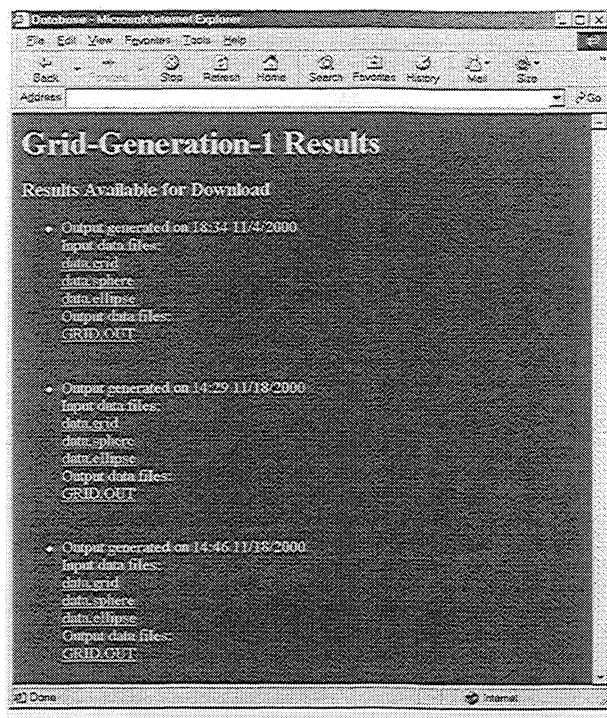 Database - Microsoft Internet Explorer
File Edit View Favorites Tools Help
Back Forward Stop Refresh Home Search Favorites History Mail Size
Address Go
Grid-Generation-1 Results
Results Available for Download
• Output generated on 18:34 11/4/2000
Input data files:
data.grid
data.sphere
data.ellipse
Output data files:
GRID.OUT
• Output generated on 14:29 11/18/2000
Input data files:
data.grid
data.sphere
data.ellipse
Output data files:
GRID.OUT
• Output generated on 14:46 11/18/2000
Input data files:
data.grid
data.sphere
data.ellipse
Output data files:
GRID.OUT
Done Internet